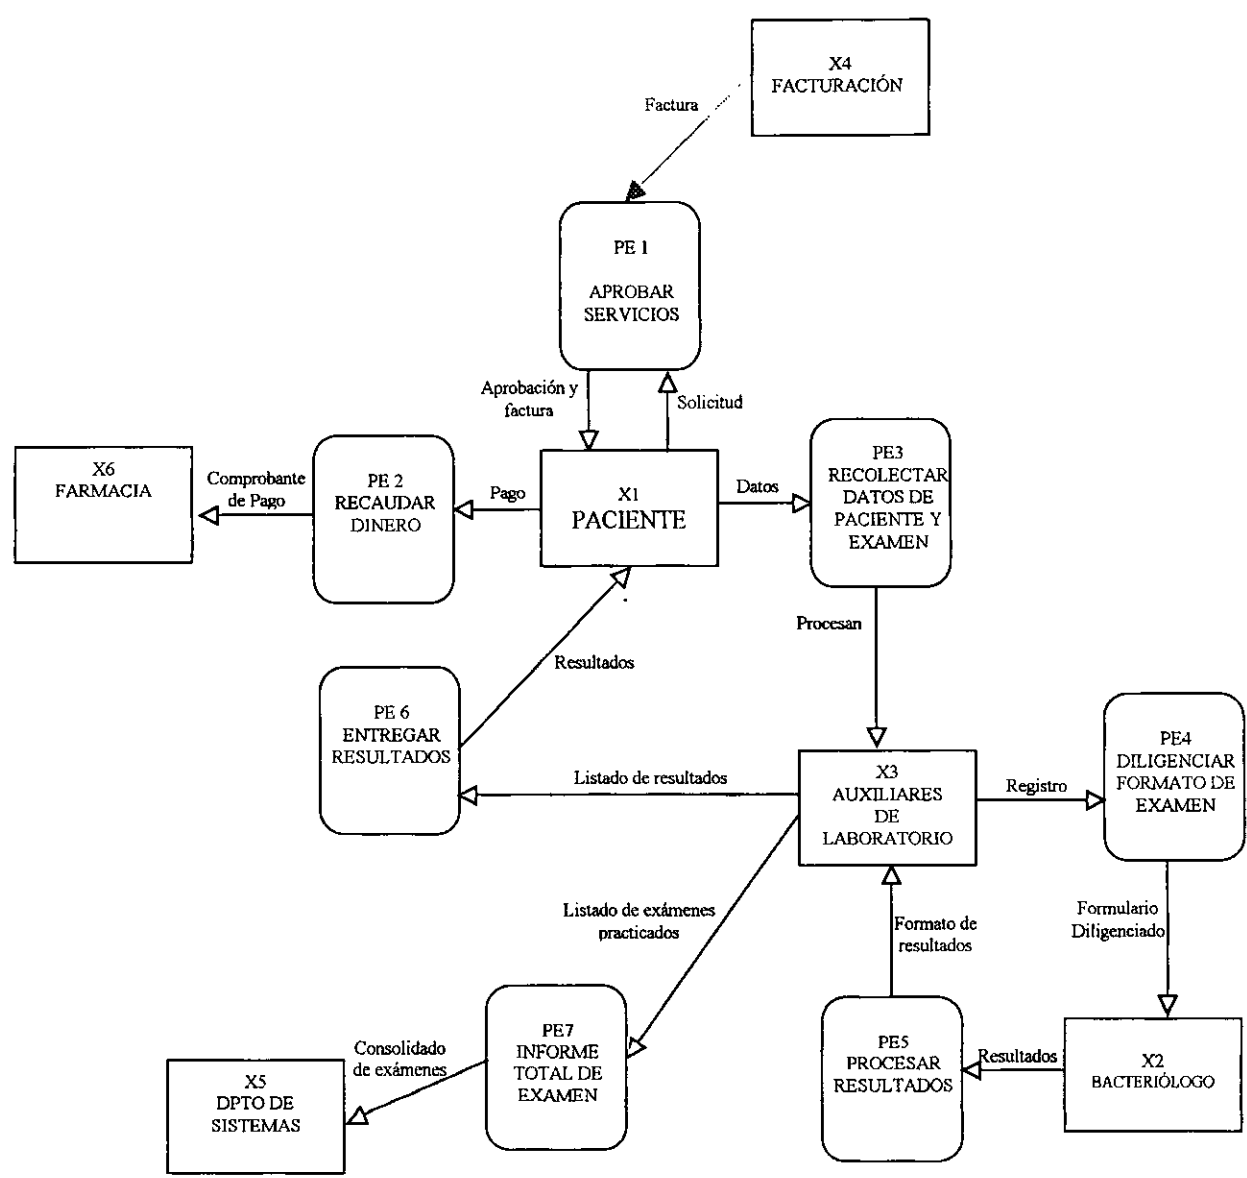 X4
FACTURACIÓN
Factura
PE 1
APROBAR
SERVICIOS
Aprobación y
factura
Solicitud
X6
FARMACIA
Comprobante
de Pago
PE 2
RECAUDAR
DINERO
Pago
X1
PACIENTE
Datos
PE3
RECOLECTAR
DATOS DE
PACIENTE Y
EXAMEN
Procesan
Resultados
PE 6
ENTREGAR
RESULTADOS
Listado de resultados
X3
AUXILIARES
DE
LABORATORIO
Registro
PE4
DILIGENCIAR
FORMATO DE
EXAMEN
Listado de exámenes
practicados
Formato de
resultados
Formulario
Diligenciado
PE7
INFORME
TOTAL DE
EXAMEN
Consolidado
de exámenes
X5
DPTO DE
SISTEMAS
PE5
PROCESAR
RESULTADOS
Resultados
X2
BACTERIÓLOGO